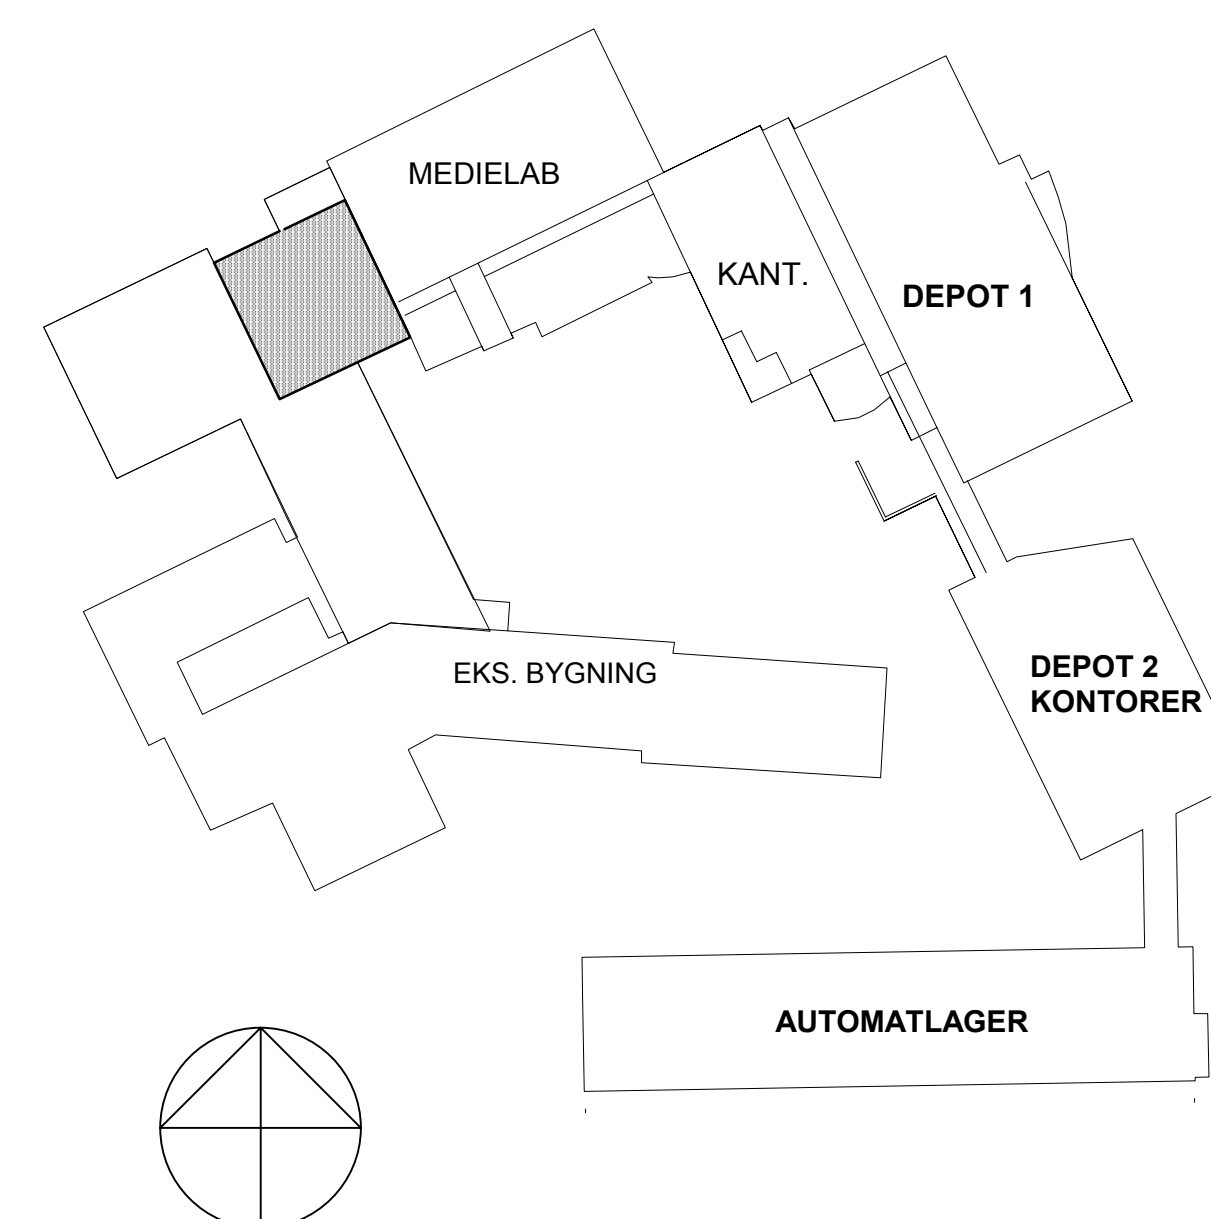 MEDIELAB
KANT.
DEPOT 1
EKS. BYGNING
DEPOT 2
KONTORER
AUTOMATLAGER